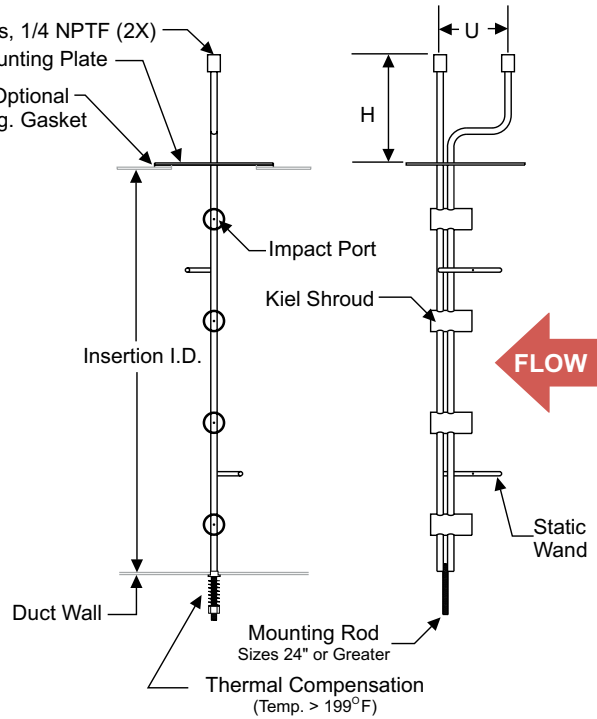 s, 1/4 NPTF (2X)
unting Plate
Optional
g. Gasket
U
H
Impact Port
Kiel Shroud
Insertion I.D.
FLOW
Static
Wand
Duct Wall
Mounting Rod
Sizes 24" or Greater
Thermal Compensation
(Temp. > 199°F)